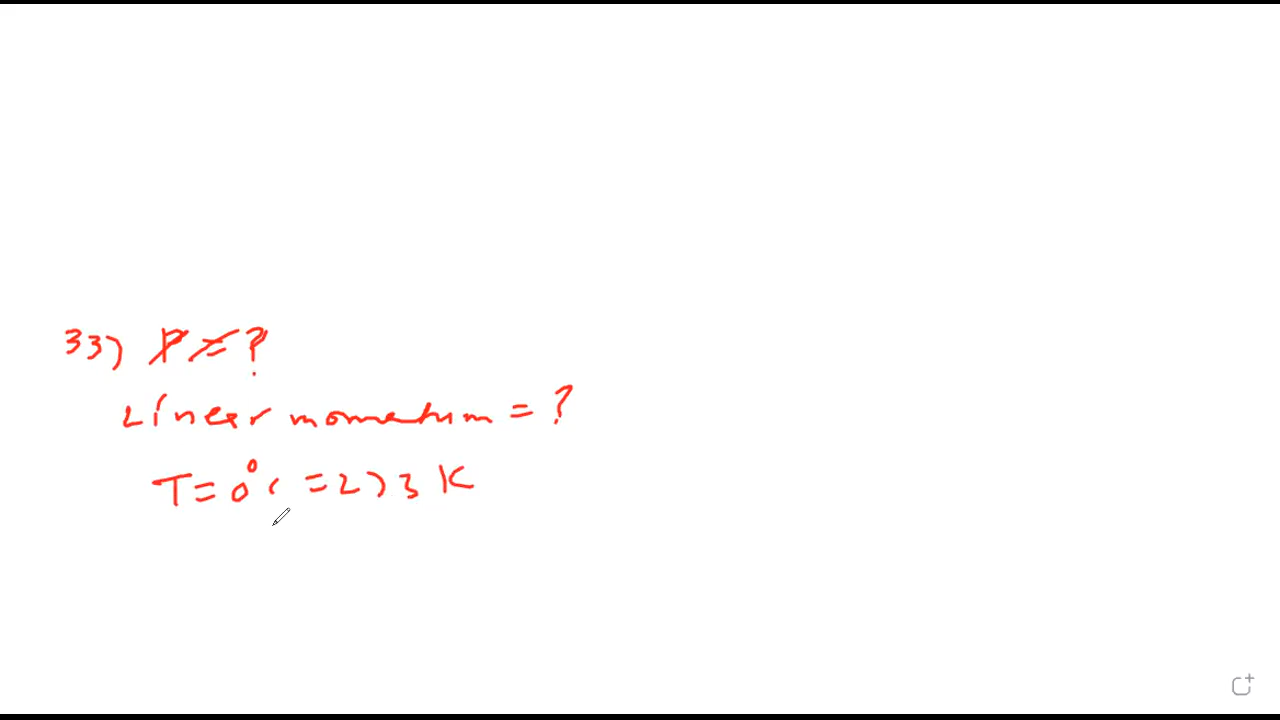 33) P = ?
Linear momentum = ?
T = 0°C = 273 K